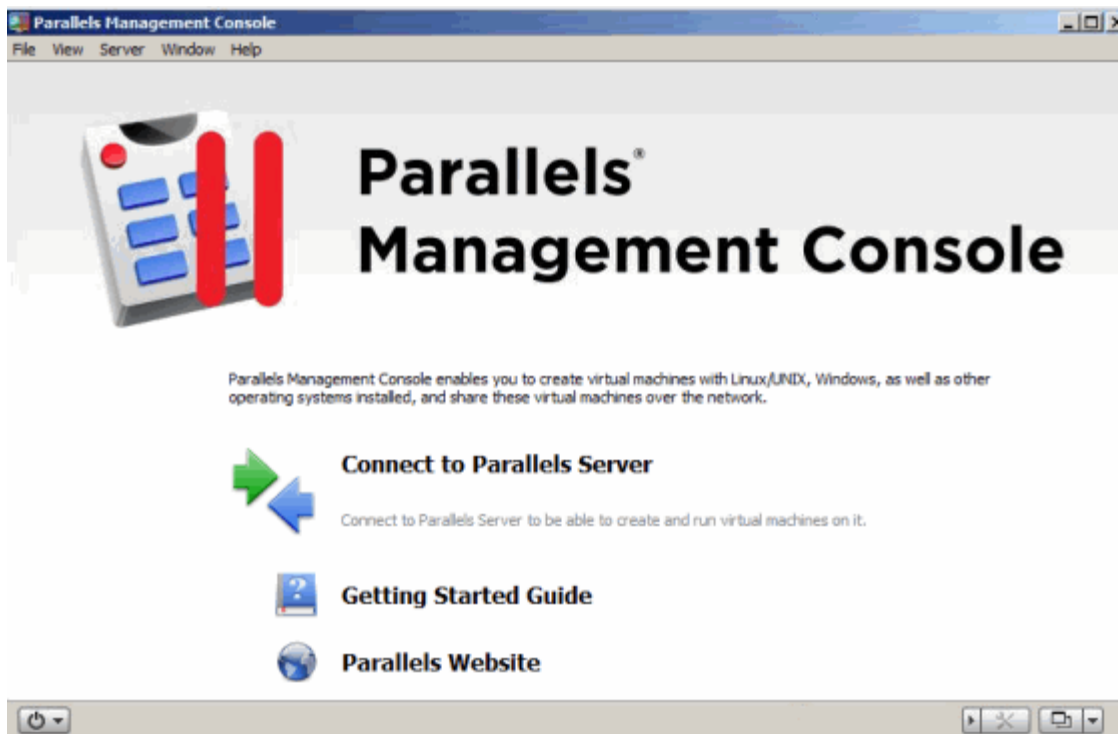 Parallels Management Console
File View Server Window Help
Parallels®
Management Console
Parallels Management Console enables you to create virtual machines with Linux/UNIX, Windows, as well as other
operating systems installed, and share these virtual machines over the network.
Connect to Parallels Server
Connect to Parallels Server to be able to create and run virtual machines on it.
?
Getting Started Guide
Parallels Website